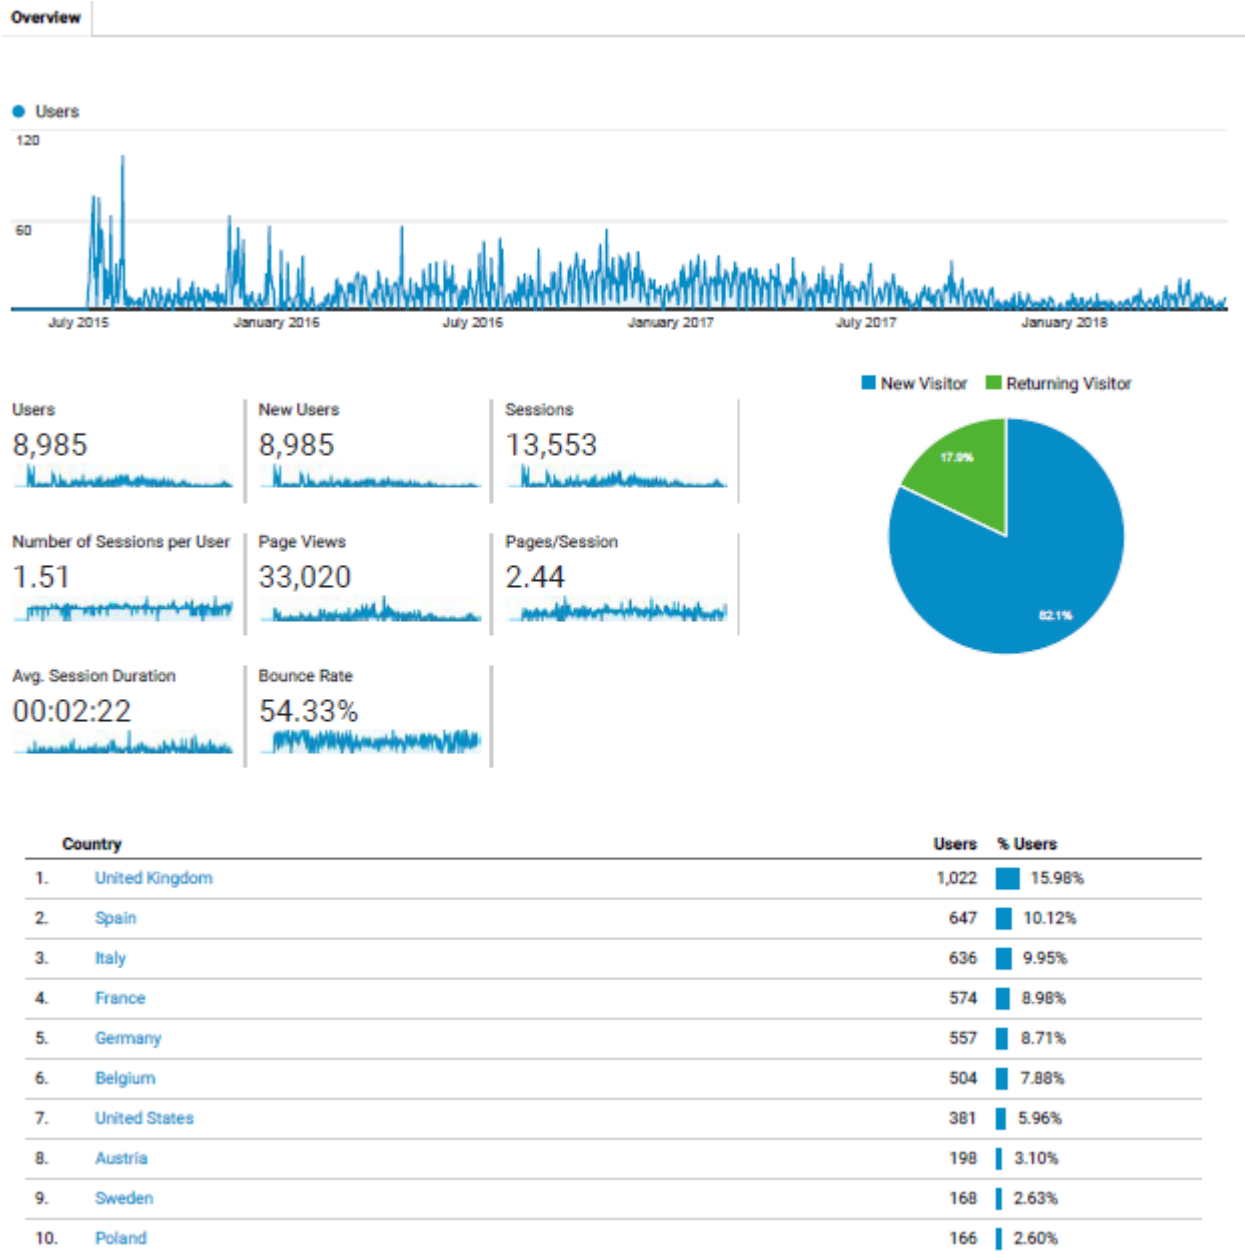 Overview
Users
120
60
July 2015 January 2016 July 2016 January 2017 July 2017 January 2018
New Visitor Returning Visitor
17.9%
82.1%
Users New Users Sessions
8,985 8,985 13,553
Number of Sessions per User Page Views Pages/Session
1.51 33,020 2.44
Avg. Session Duration Bounce Rate
00:02:22 54.33%
Country Users % Users
1. United Kingdom 1,022 15.98%
2. Spain 647 10.12%
3. Italy 636 9.95%
4. France 574 8.98%
5. Germany 557 8.71%
6. Belgium 504 7.88%
7. United States 381 5.96%
8. Austria 198 3.10%
9. Sweden 168 2.63%
10. Poland 166 2.60%